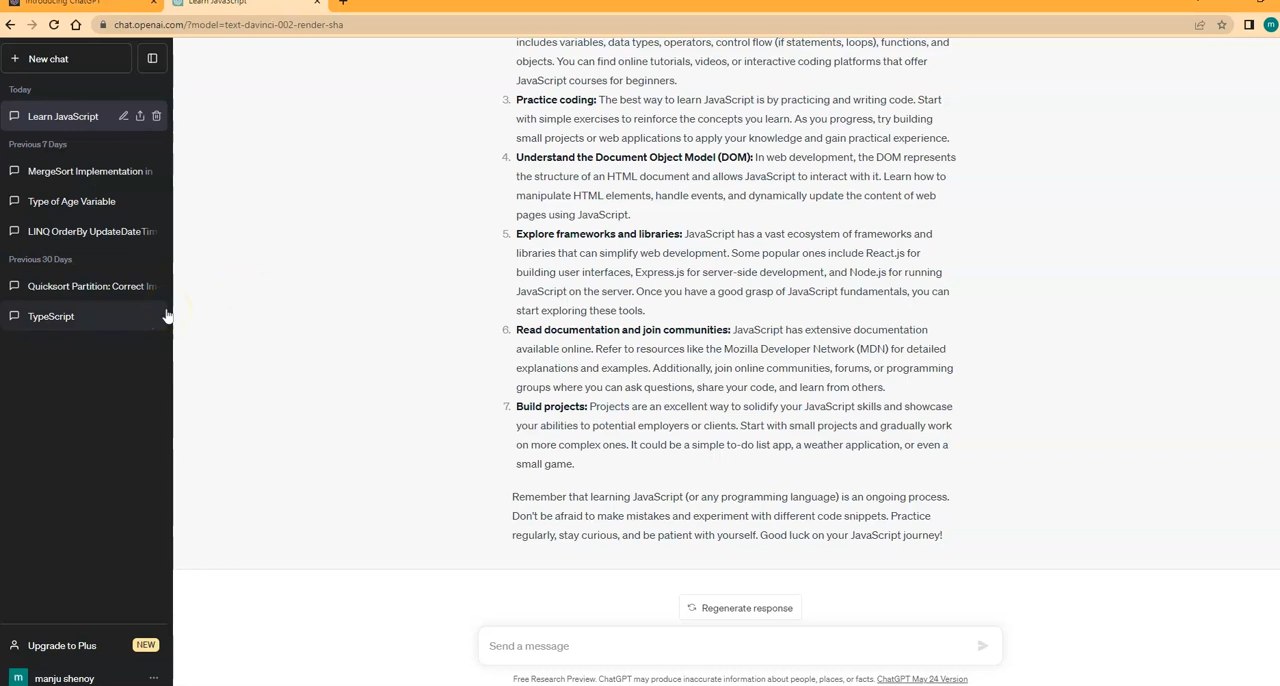 Introducing ChatGPT
Learn JavaScript
chat.openai.com/?model=text-davinci-002-render-sha
m
New chat
Today
Learn JavaScript
Previous 7 Days
MergeSort Implementation in
Type of Age Variable
LINQ OrderBy UpdateDateTim
Previous 30 Days
Quicksort Partition: Correct Im
TypeScript
Upgrade to Plus NEW
m manju shenoy ...
includes variables, data types, operators, control flow (if statements, loops), functions, and
objects. You can find online tutorials, videos, or interactive coding platforms that offer
JavaScript courses for beginners.
3. Practice coding: The best way to learn JavaScript is by practicing and writing code. Start
with simple exercises to reinforce the concepts you learn. As you progress, try building
small projects or web applications to apply your knowledge and gain practical experience.
4. Understand the Document Object Model (DOM): In web development, the DOM represents
the structure of an HTML document and allows JavaScript to interact with it. Learn how to
manipulate HTML elements, handle events, and dynamically update the content of web
pages using JavaScript.
5. Explore frameworks and libraries: JavaScript has a vast ecosystem of frameworks and
libraries that can simplify web development. Some popular ones include React.js for
building user interfaces, Express.js for server-side development, and Node.js for running
JavaScript on the server. Once you have a good grasp of JavaScript fundamentals, you can
start exploring these tools.
6. Read documentation and join communities: JavaScript has extensive documentation
available online. Refer to resources like the Mozilla Developer Network (MDN) for detailed
explanations and examples. Additionally, join online communities, forums, or programming
groups where you can ask questions, share your code, and learn from others.
7. Build projects: Projects are an excellent way to solidify your JavaScript skills and showcase
your abilities to potential employers or clients. Start with small projects and gradually work
on more complex ones. It could be a simple to-do list app, a weather application, or even a
small game.
Remember that learning JavaScript (or any programming language) is an ongoing process.
Don't be afraid to make mistakes and experiment with different code snippets. Practice
regularly, stay curious, and be patient with yourself. Good luck on your JavaScript journey!
Regenerate response
Send a message
Free Research Preview. ChatGPT may produce inaccurate information about people, places, or facts. ChatGPT May 24 Version